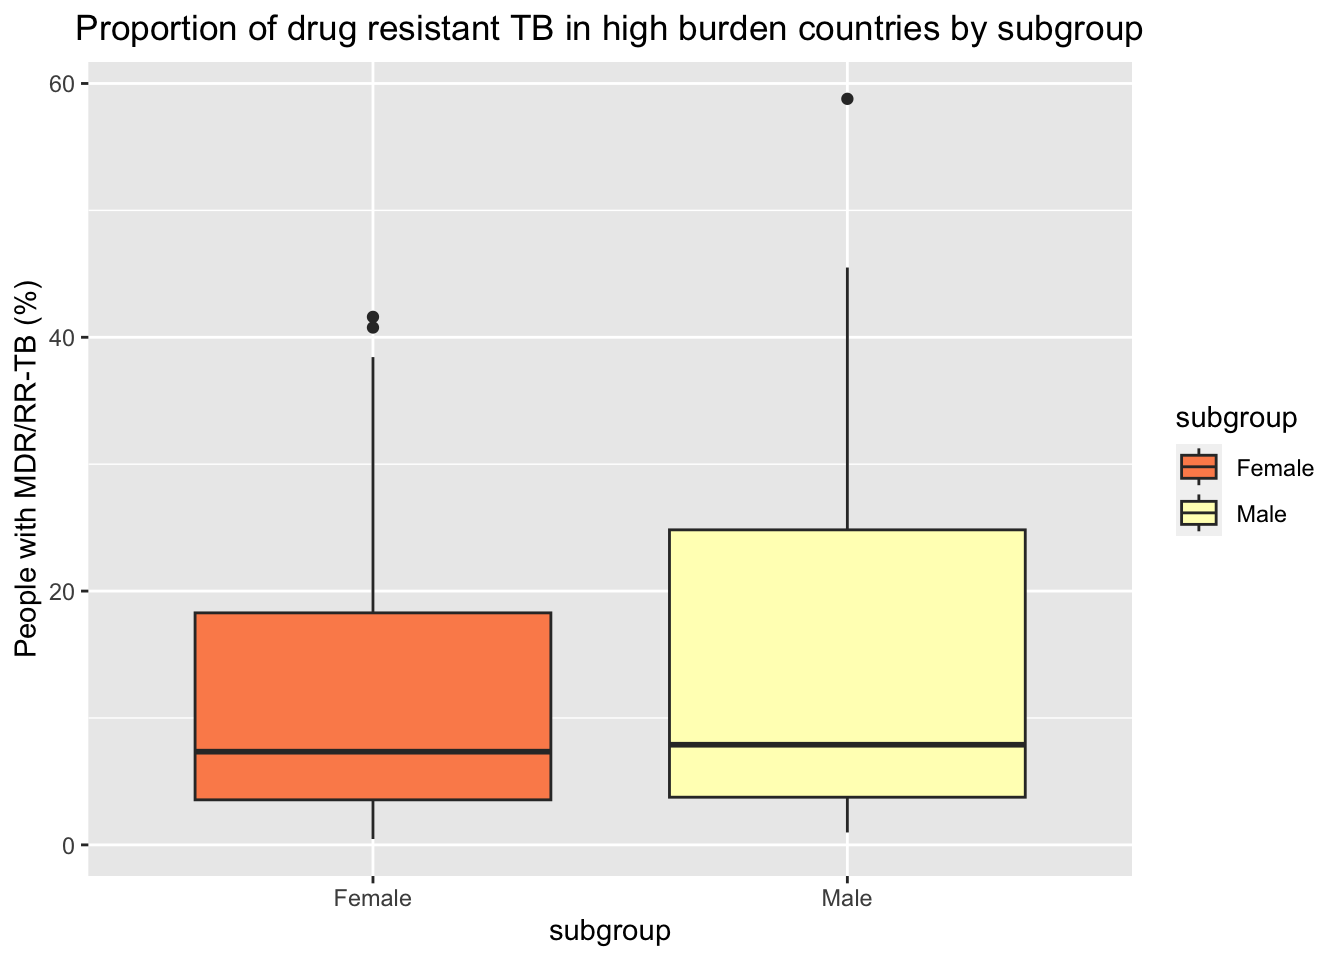 Proportion of drug resistant TB in high burden countries by subgroup
People with MDR/RR-TB (%)
60
40
20
0
Female
Male
subgroup
subgroup
Female
Male